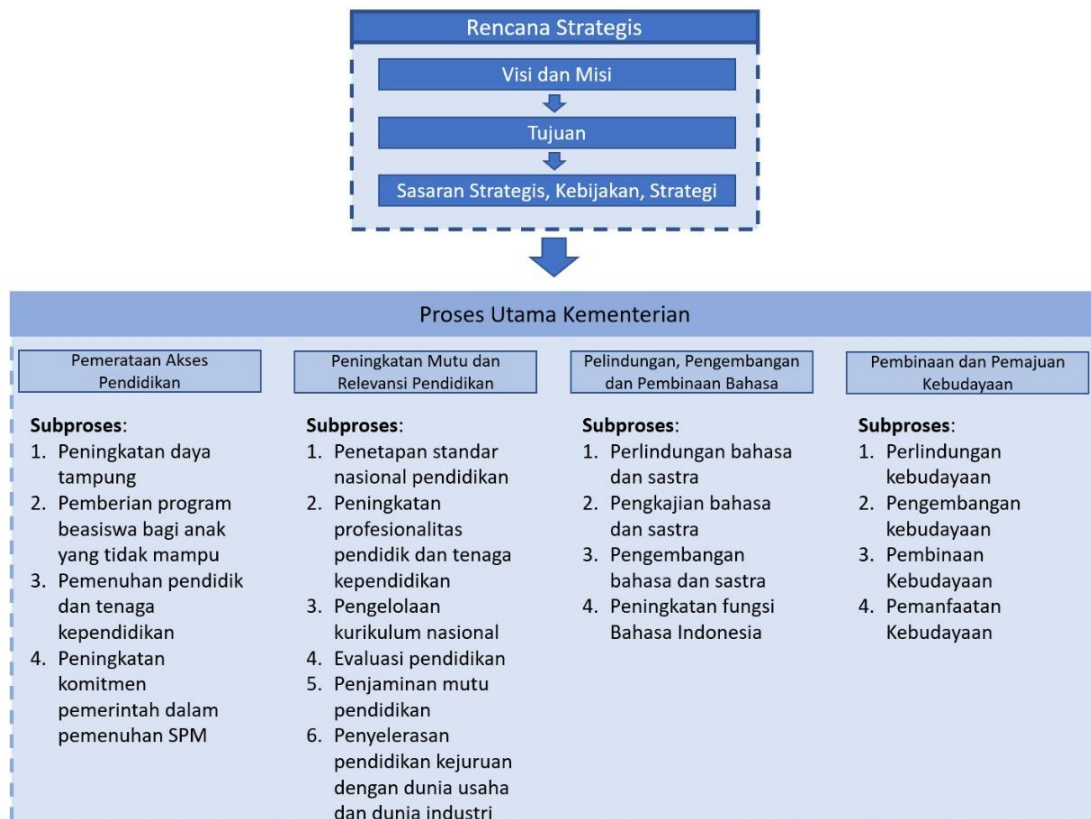 Rencana Strategis
Visi dan Misi
Tujuan
Sasaran Strategis, Kebijakan, Strategi
Proses Utama Kementerian
Pemerataan Akses
Pendidikan
Subproses:
1. Peningkatan daya
tampung
2. Pemberian program
beasiswa bagi anak
yang tidak mampu
3. Pemenuhan pendidik
dan tenaga
kependidikan
4. Peningkatan
komitmen
pemerintah dalam
pemenuhan SPM
Peningkatan Mutu dan
Relevansi Pendidikan
Subproses:
1. Penetapan standar
nasional pendidikan
2. Peningkatan
profesionalitas
pendidik dan tenaga
kependidikan
3. Pengelolaan
kurikulum nasional
4. Evaluasi pendidikan
5. Penjaminan mutu
pendidikan
6. Penyelerasan
pendidikan kejuruan
dengan dunia usaha
dan dunia industri
Pelindungan, Pengembangan
dan Pembinaan Bahasa
Subproses:
1. Perlindungan bahasa
dan sastra
2. Pengkajian bahasa
dan sastra
3. Pengembangan
bahasa dan sastra
4. Peningkatan fungsi
Bahasa Indonesia
Pembinaan dan Pemajuan
Kebudayaan
Subproses:
1. Perlindungan
kebudayaan
2. Pengembangan
kebudayaan
3. Pembinaan
Kebudayaan
4. Pemanfaatan
Kebudayaan